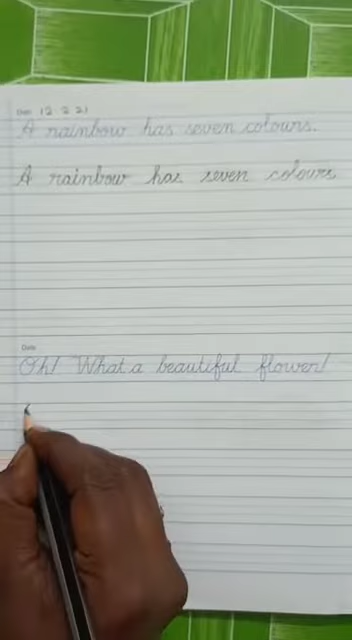 Date 12 2 21
A rainbow has seven colours.
A rainbow has seven colours
Date
Oh! What a beautiful flower!